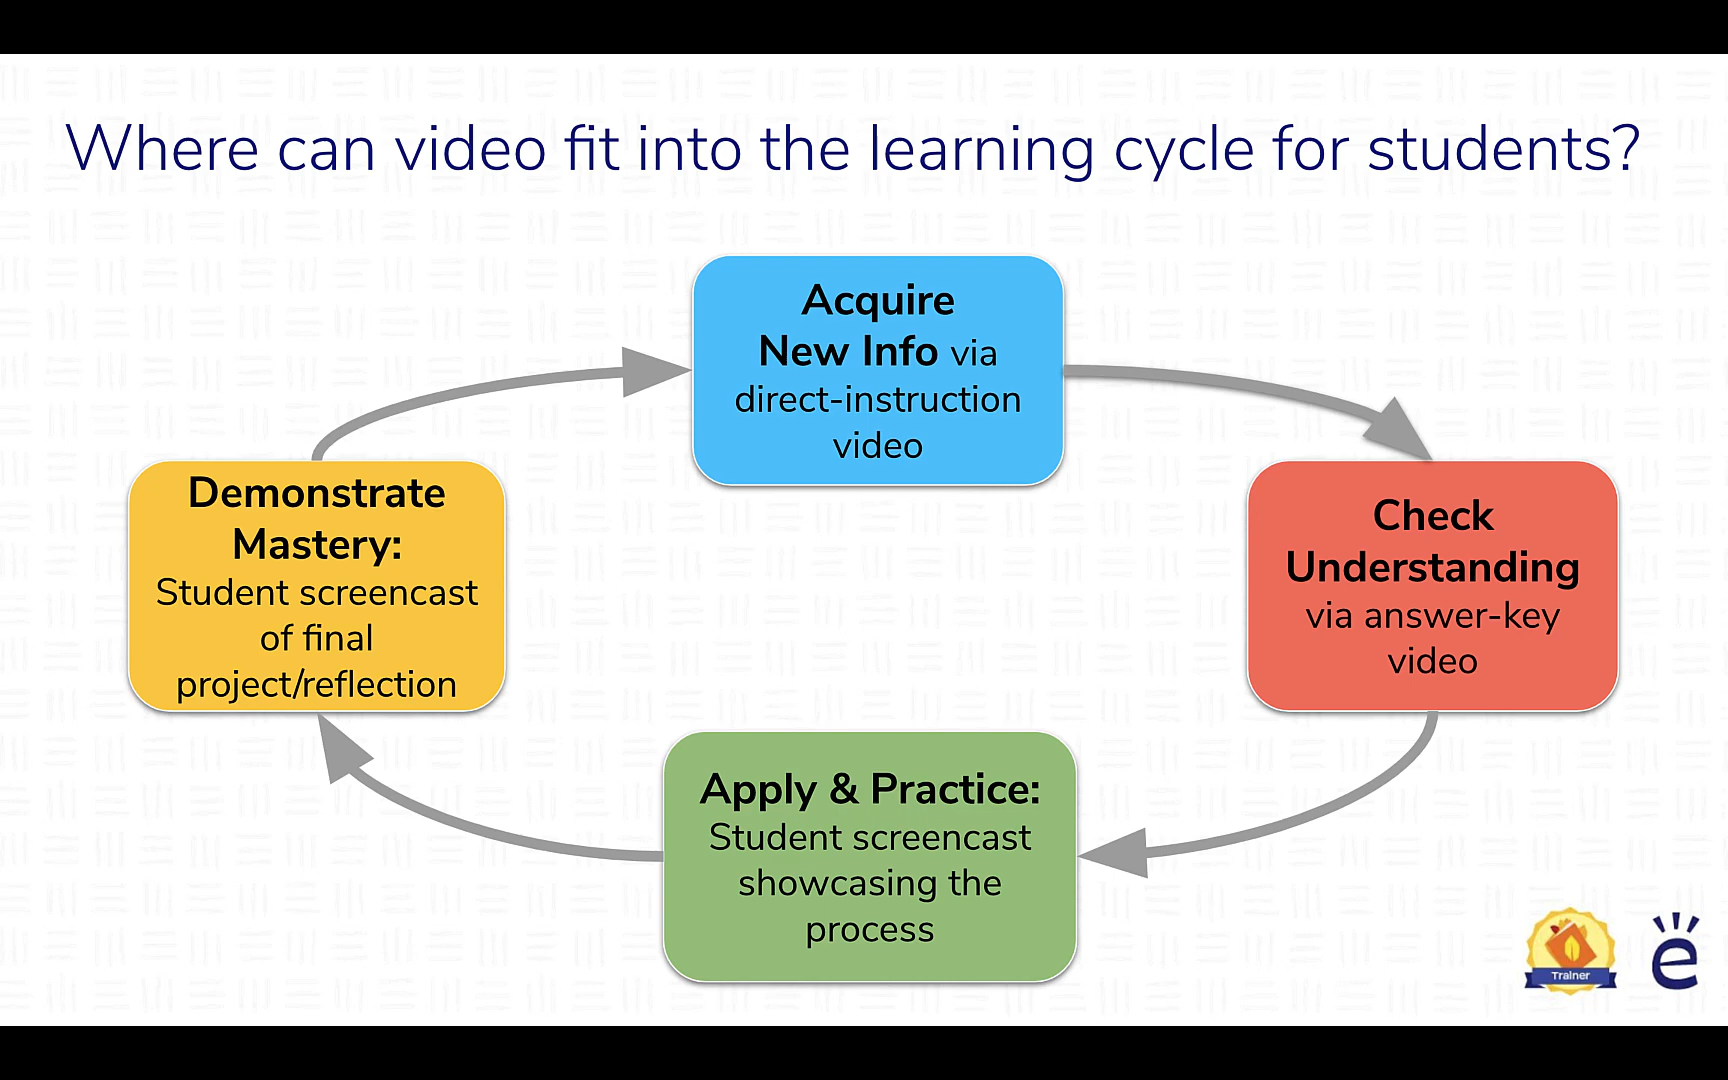 Where can video fit into the learning cycle for students?
Acquire
New Info via
direct-instruction
video
Check
Understanding
via answer-key
video
Apply & Practice:
Student screencast
showcasing the
process
Demonstrate
Mastery:
Student screencast
of final
project/reflection
Trainer
ë